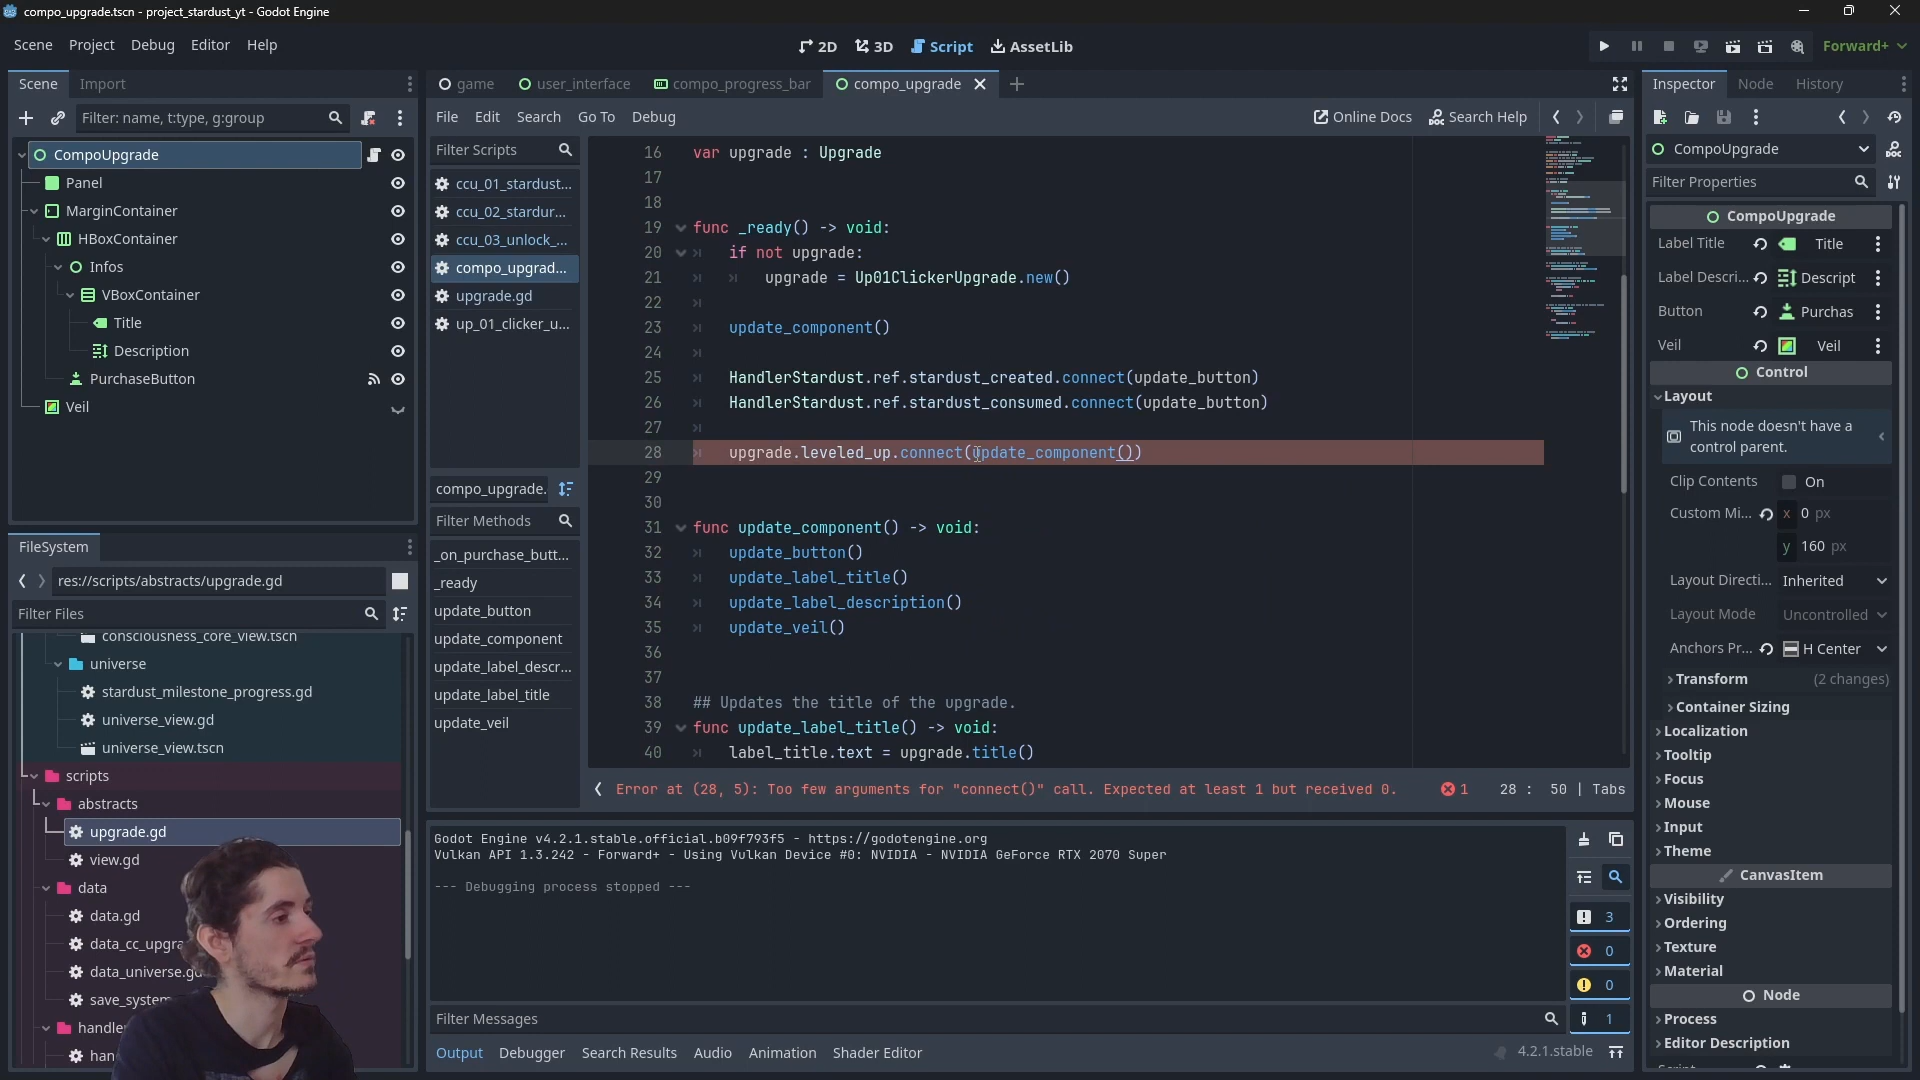 compo_upgrade.tscn - project_stardust_yt - Godot Engine
Scene Project Debug Editor Help
2D 3D Script AssetLib
Forward+
Scene Import
Filter: name, t:type, g:group
CompoUpgrade
Panel
MarginContainer
HBoxContainer
Infos
VBoxContainer
Title
Description
PurchaseButton
Veil
FileSystem
res://scripts/abstracts/upgrade.gd
Filter Files
consciousness_core_view.tscn
universe
stardust_milestone_progress.gd
universe_view.gd
universe_view.tscn
scripts
abstracts
upgrade.gd
view.gd
data
data.gd
data_cc_upgra
data_universe.gd
save_system
handler
han
game user_interface compo_progress_bar compo_upgrade
File Edit Search Go To Debug
Online Docs Search Help
Filter Scripts
ccu_01_stardust...
ccu_02_stardur...
ccu_03_unlock_...
compo_upgrad...
upgrade.gd
up_01_clicker_u...
compo_upgrade.
Filter Methods
_on_purchase_butt...
_ready
update_button
update_component
update_label_descr...
update_label_title
update_veil
16 var upgrade : Upgrade
17
18
19 func _ready() -> void:
20 if not upgrade:
21 upgrade = Up01ClickerUpgrade.new()
22
23 update_component()
24
25 HandlerStardust.ref.stardust_created.connect(update_button)
26 HandlerStardust.ref.stardust_consumed.connect(update_button)
27
28 upgrade.leveled_up.connect(update_component())
29
30
31 func update_component() -> void:
32 update_button()
33 update_label_title()
34 update_label_description()
35 update_veil()
36
37
38 ## Updates the title of the upgrade.
39 func update_label_title() -> void:
40 label_title.text = upgrade.title()
Error at (28, 5): Too few arguments for "connect()" call. Expected at least 1 but received 0.
1 28 : 50 | Tabs
Godot Engine v4.2.1.stable.official.b09f793f5 - https://godotengine.org
Vulkan API 1.3.242 - Forward+ - Using Vulkan Device #0: NVIDIA - NVIDIA GeForce RTX 2070 Super
--- Debugging process stopped ---
3
0
0
1
Filter Messages
Output Debugger Search Results Audio Animation Shader Editor
4.2.1.stable
Inspector Node History
CompoUpgrade
Filter Properties
CompoUpgrade
Label Title Title
Label Descri... Descript
Button Purchas
Veil Veil
Control
Layout
This node doesn't have a
control parent.
Clip Contents On
Custom Mi... x 0 px
y 160 px
Layout Directi... Inherited
Layout Mode Uncontrolled
Anchors Pr... H Center
Transform (2 changes)
Container Sizing
Localization
Tooltip
Focus
Mouse
Input
Theme
CanvasItem
Visibility
Ordering
Texture
Material
Node
Process
Editor Description